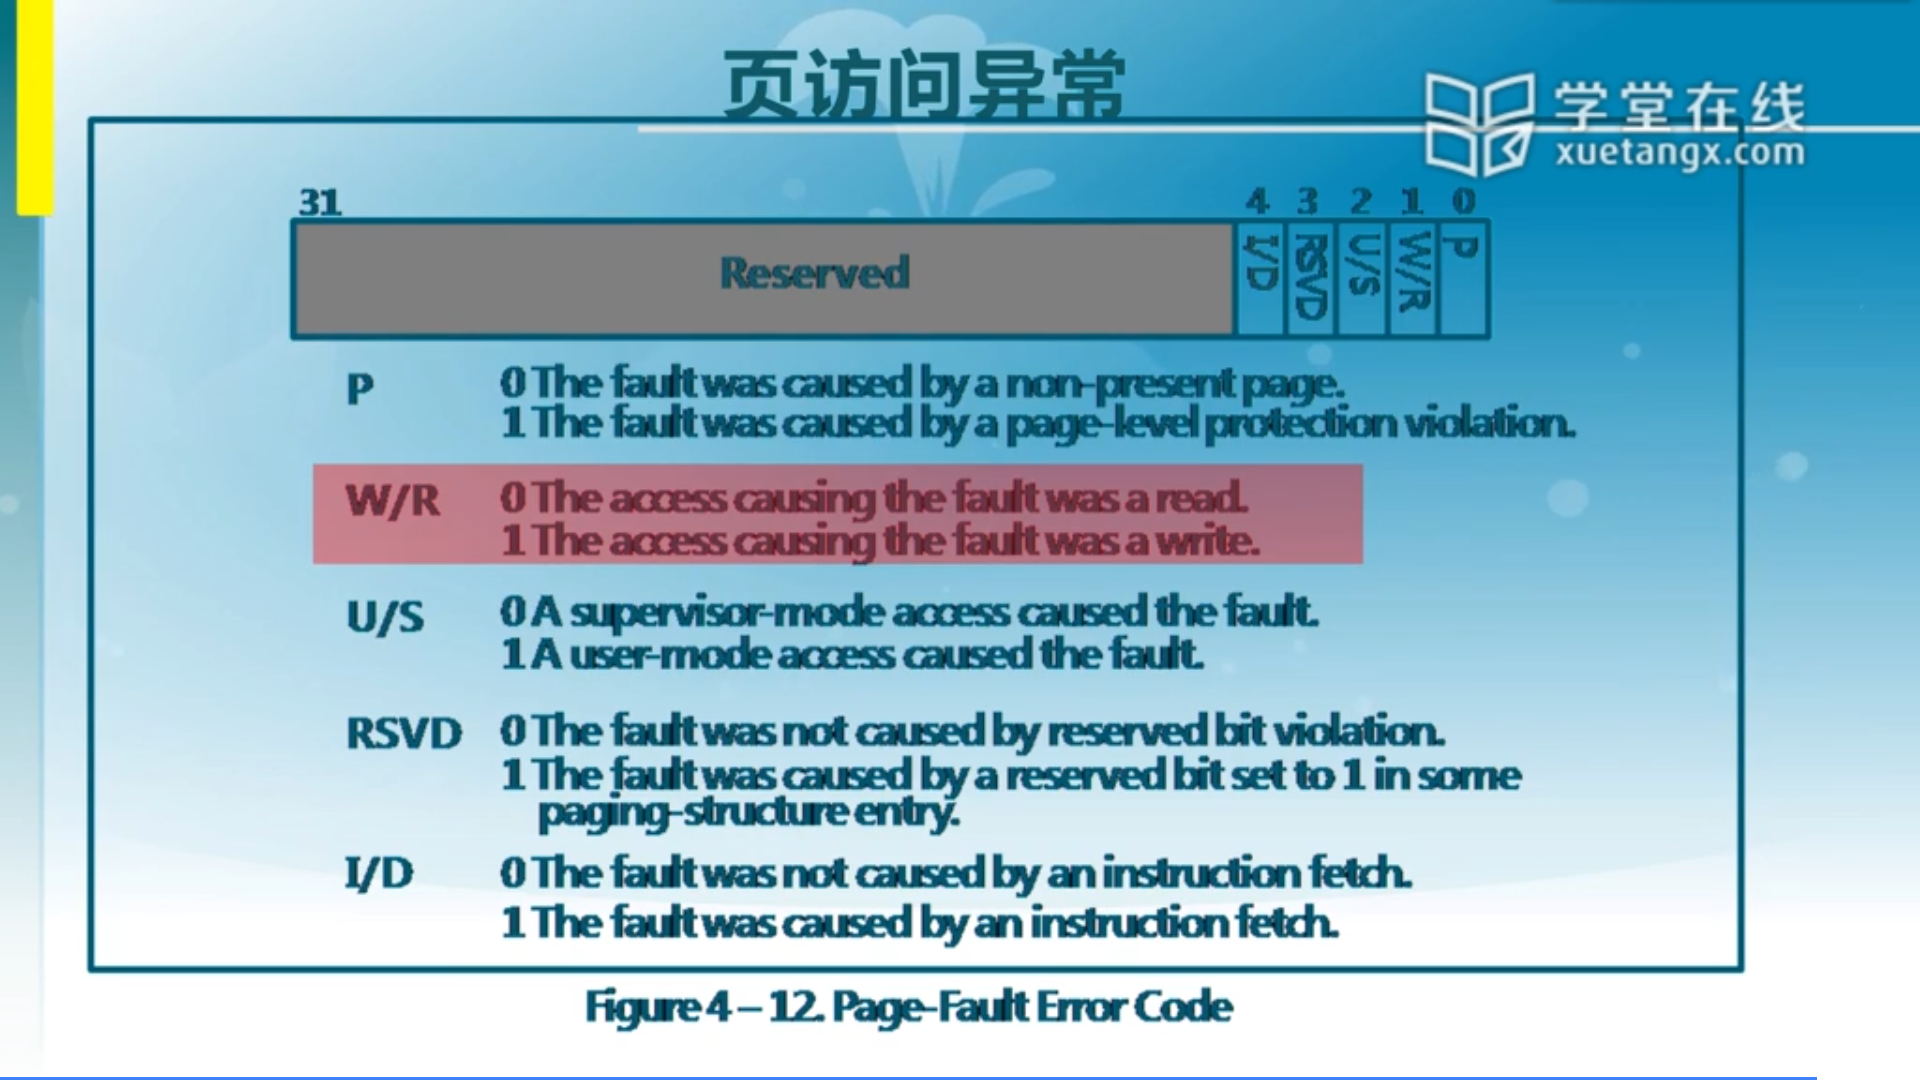 页访问异常
学堂在线
xuetangx.com
31 4 3 2 1 0
Reserved I/D RSVD U/S W/R P
P 0 The fault was caused by a non-present page.
1 The fault was caused by a page-level protection violation.
W/R 0 The access causing the fault was a read.
1 The access causing the fault was a write.
U/S 0 A supervisor-mode access caused the fault.
1 A user-mode access caused the fault.
RSVD 0 The fault was not caused by reserved bit violation.
1 The fault was caused by a reserved bit set to 1 in some
paging-structure entry.
I/D 0 The fault was not caused by an instruction fetch.
1 The fault was caused by an instruction fetch.
Figure 4 – 12. Page-Fault Error Code